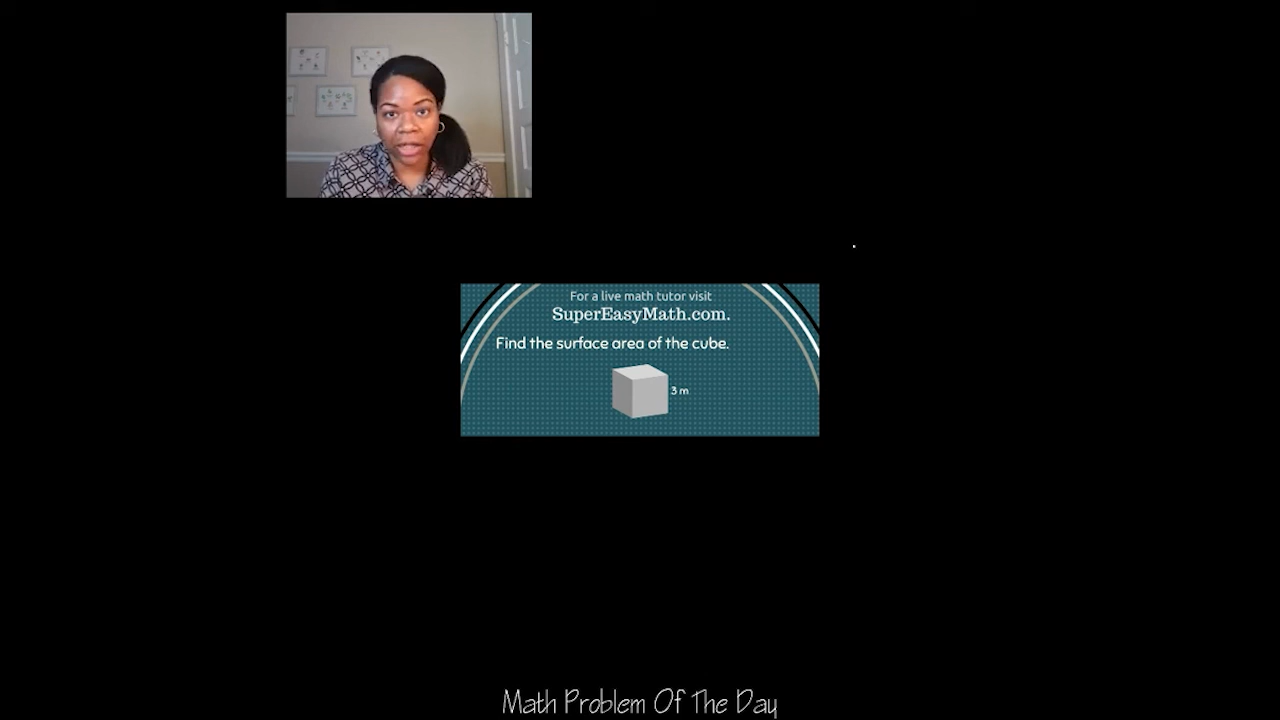 For a live math tutor visit
SuperEasyMath.com.
Find the surface area of the cube.
3 m
Math Problem Of The Day